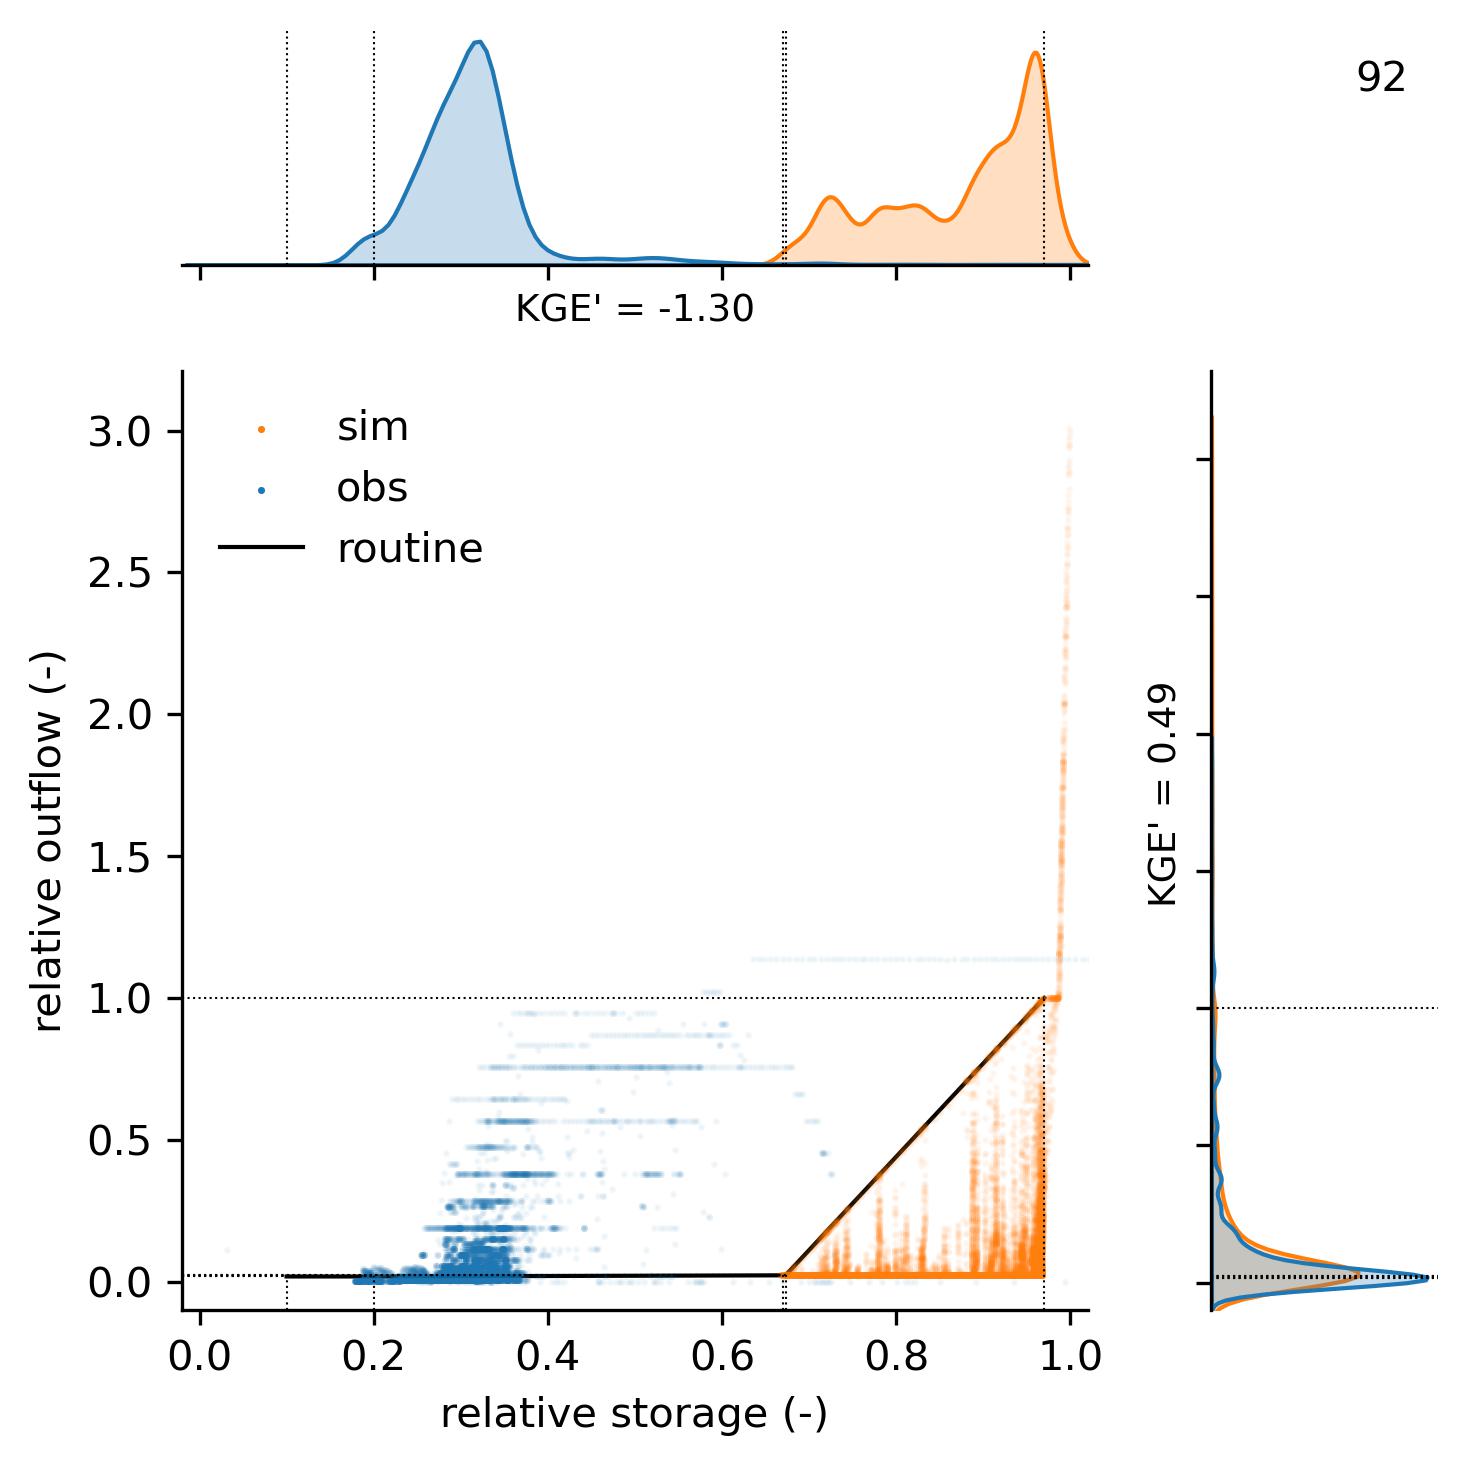 92
KGE' = -1.30
sim
obs
routine
3.0
2.5
2.0
1.5
1.0
0.5
0.0
relative outflow (-)
KGE' = 0.49
0.0 0.2 0.4 0.6 0.8 1.0
relative storage (-)